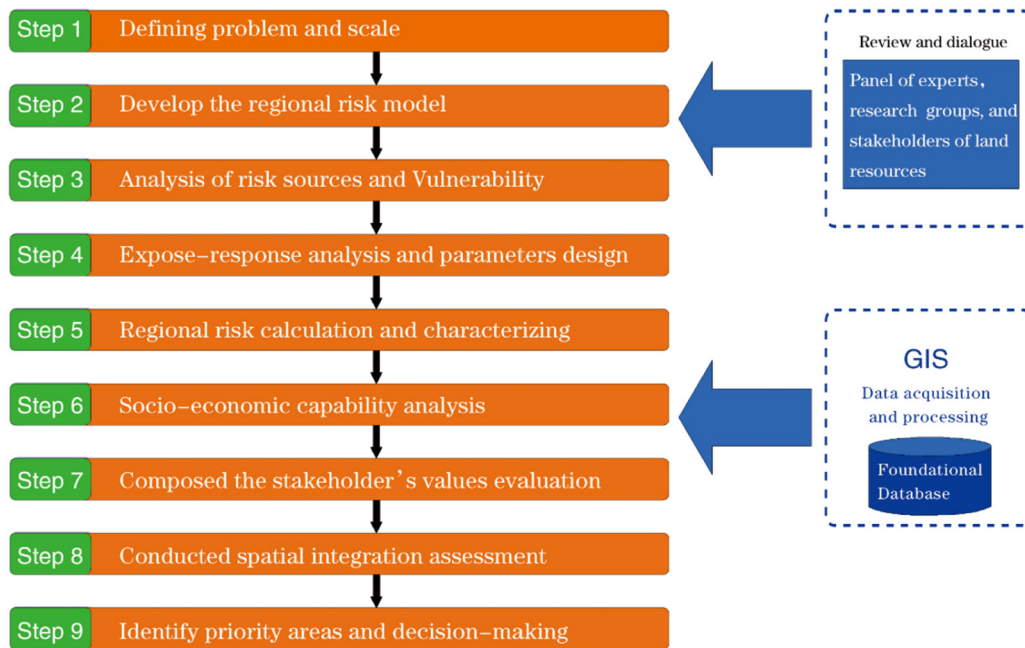 Step 1 Defining problem and scale
Step 2 Develop the regional risk model
Step 3 Analysis of risk sources and Vulnerability
Step 4 Expose-response analysis and parameters design
Step 5 Regional risk calculation and characterizing
Step 6 Socio-economic capability analysis
Step 7 Composed the stakeholder's values evaluation
Step 8 Conducted spatial integration assessment
Step 9 Identify priority areas and decision-making
Review and dialogue
Panel of experts,
research groups, and
stakeholders of land
resources
GIS
Data acquisition
and processing
Foundational
Database